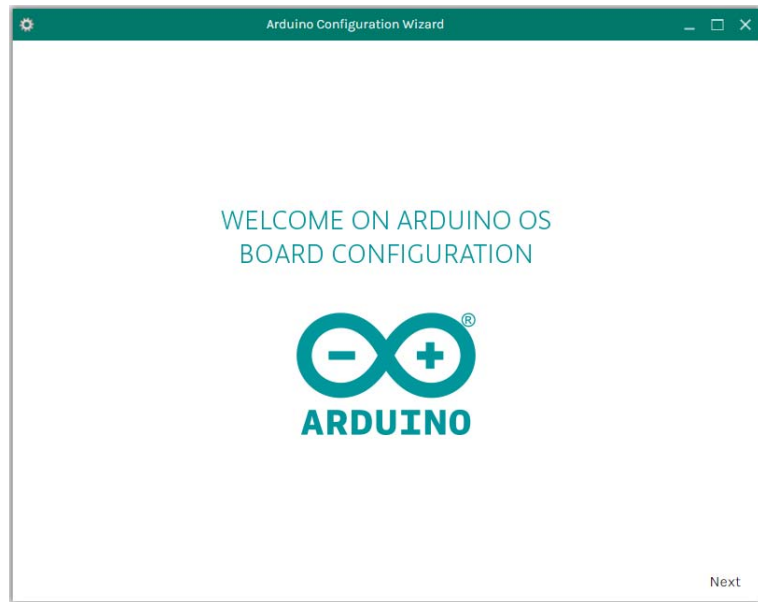 Arduino Configuration Wizard
WELCOME ON ARDUINO OS
BOARD CONFIGURATION
®
ARDUINO
Next